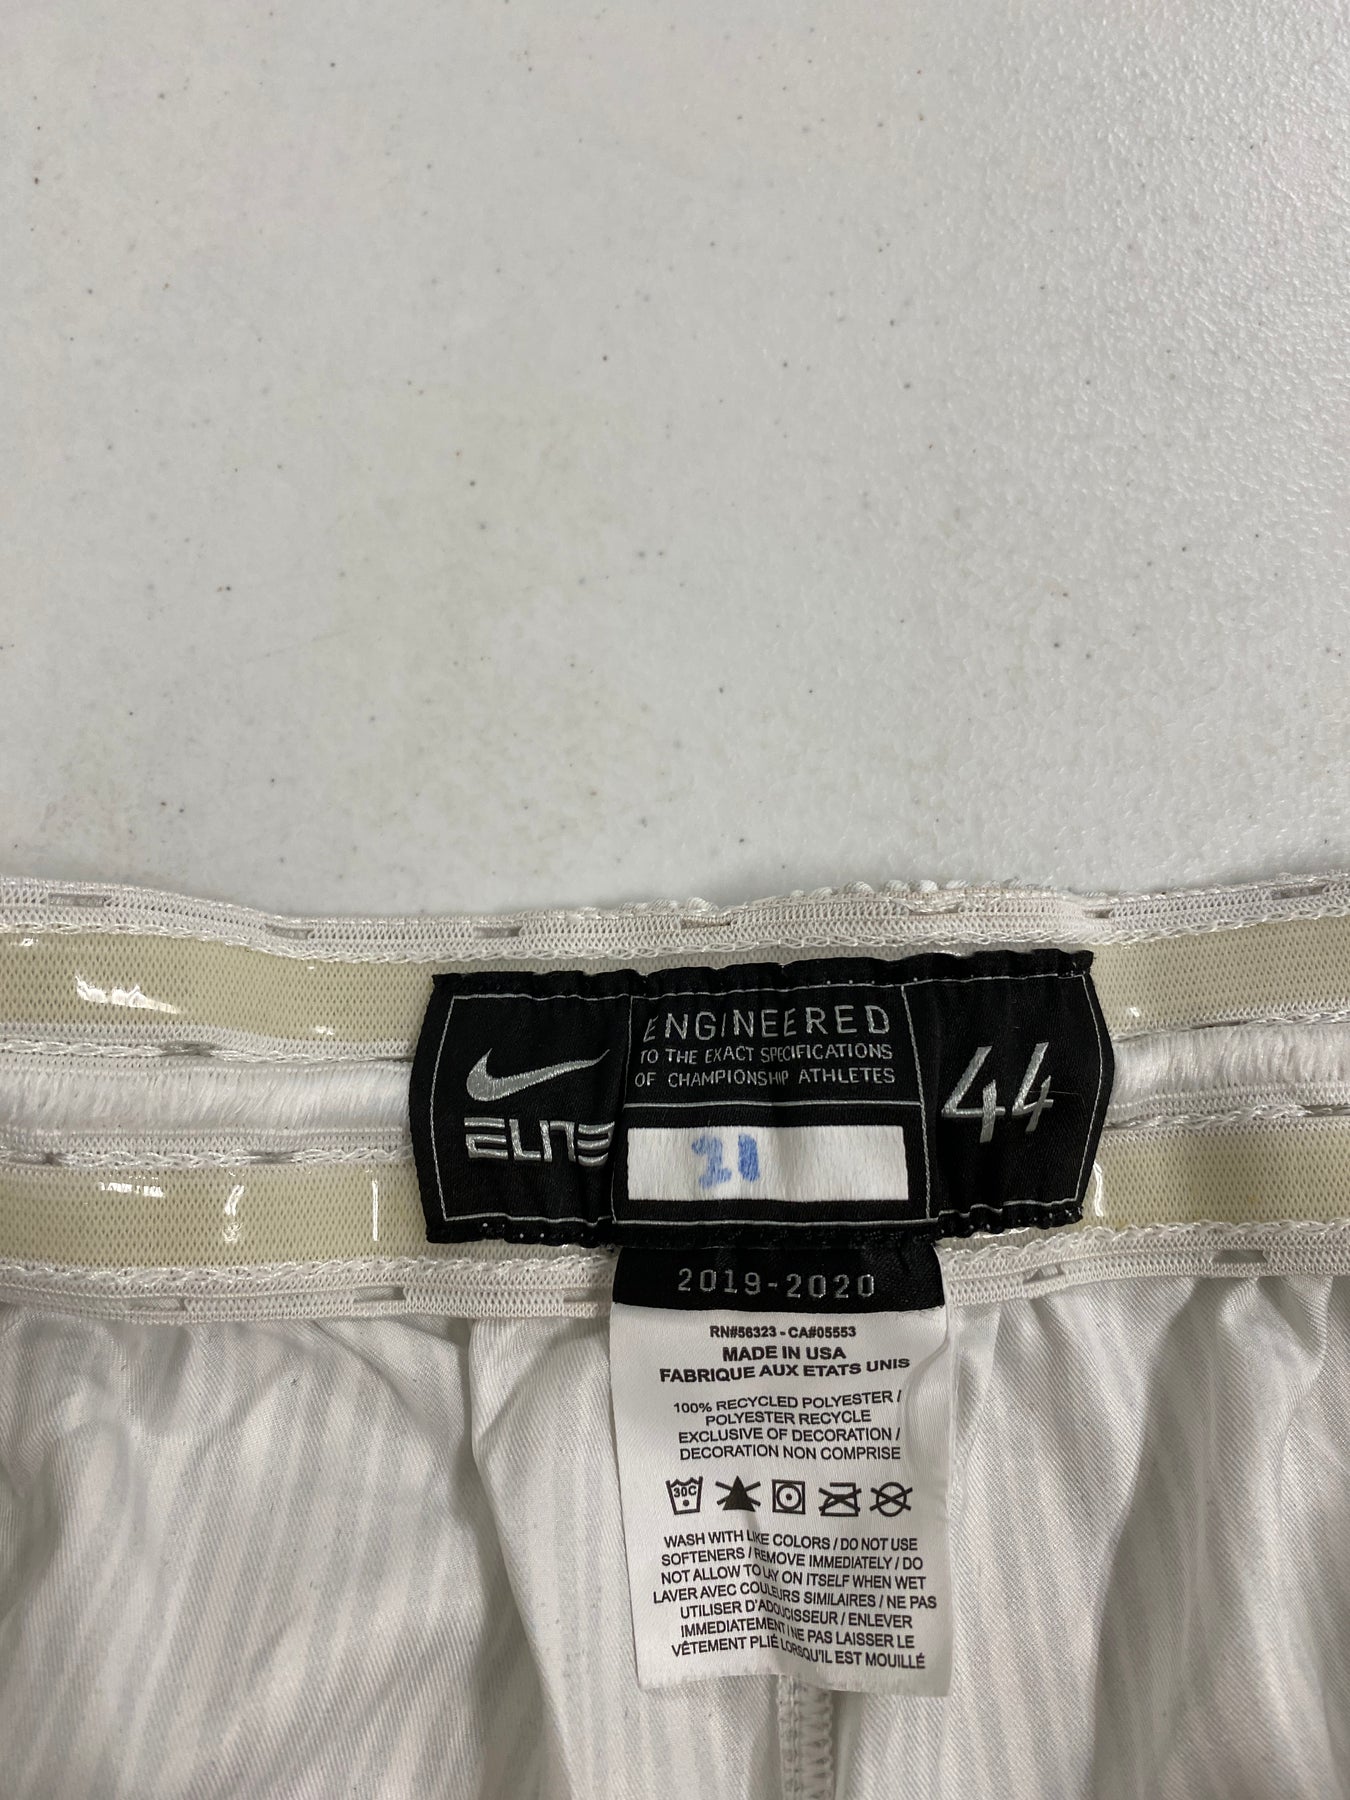 ENGINEERED
TO THE EXACT SPECIFICATIONS
OF CHAMPIONSHIP ATHLETES
ELITE
44
21
2019-2020
RN#56323 - CA#05553
MADE IN USA
FABRIQUE AUX ETATS UNIS
100% RECYCLED POLYESTER /
POLYESTER RECYCLE
EXCLUSIVE OF DECORATION /
DECORATION NON COMPRISE
30C
WASH WITH LIKE COLORS / DO NOT USE
SOFTENERS / REMOVE IMMEDIATELY / DO
NOT ALLOW TO LAY ON ITSELF WHEN WET
LAVER AVEC COULEURS SIMILAIRES / NE PAS
UTILISER D'ADOUCISSEUR / ENLEVER
IMMEDIATEMENT / NE PAS LAISSER LE
VÊTEMENT PLIÉ LORSQU'IL EST MOUILLÉ